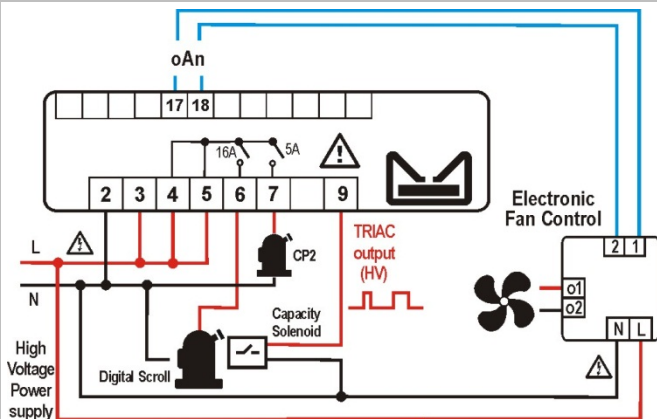 oAn
17 18
16A
5A
2 3 4 5 6 7 9
L
N
CP2
TRIAC
output
(HV)
Electronic
Fan Control
2 1
o1
o2
N L
Capacity
Solenoid
Digital Scroll
High
Voltage
Power
supply